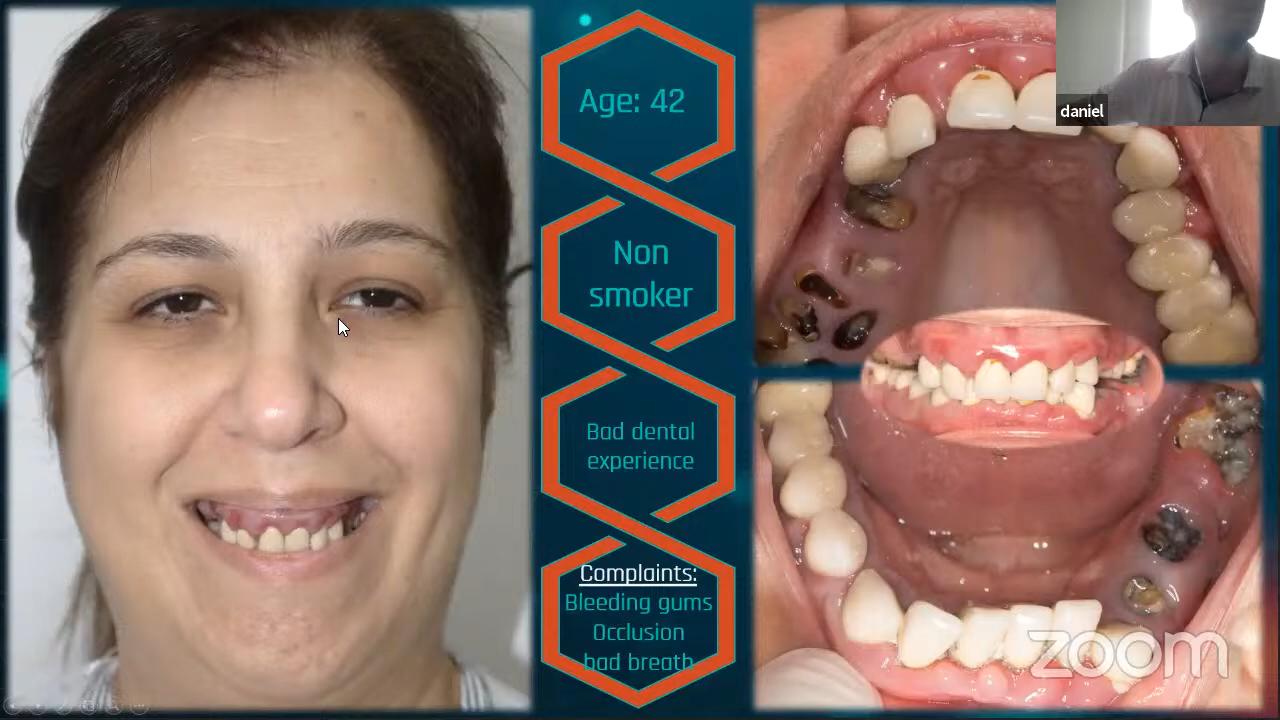 Age: 42
Non
smoker
Bad dental
experience
Complaints:
Bleeding gums
Occlusion
bad breath
daniel
zoom